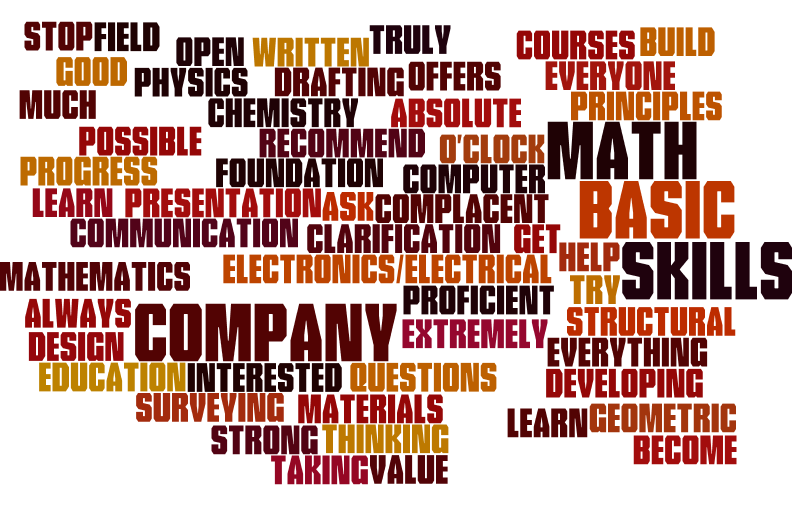 STOP FIELD OPEN WRITTEN TRULY COURSES BUILD
GOOD PHYSICS DRAFTING OFFERS EVERYONE
MUCH CHEMISTRY ABSOLUTE PRINCIPLES
POSSIBLE RECOMMEND O'CLOCK MATH
PROGRESS FOUNDATION COMPUTER
LEARN PRESENTATION ASK COMPLACENT BASIC
COMMUNICATION CLARIFICATION GET
MATHEMATICS ELECTRONICS/ELECTRICAL HELP SKILLS
TRY
ALWAYS COMPANY PROFICIENT STRUCTURAL
DESIGN EXTREMELY EVERYTHING
EDUCATION INTERESTED QUESTIONS DEVELOPING
SURVEYING MATERIALS LEARN GEOMETRIC
STRONG THINKING BECOME
TAKING VALUE